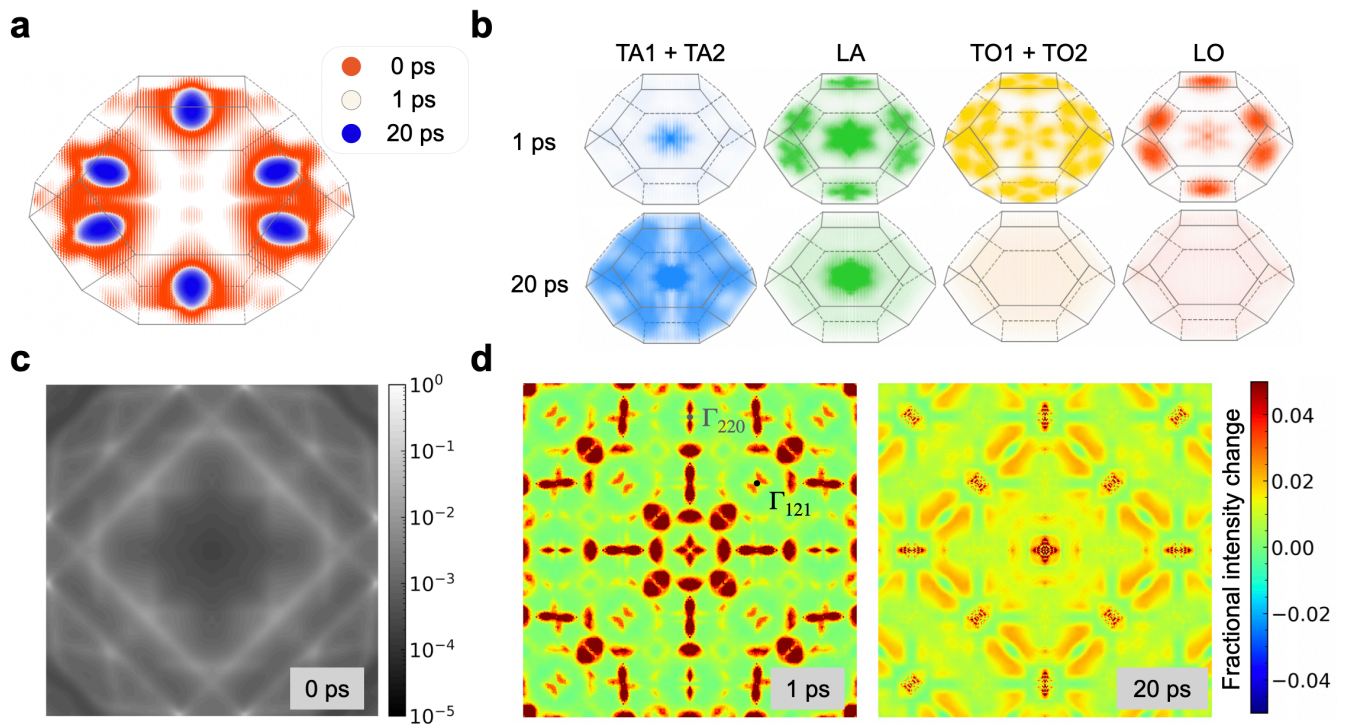 a
0 ps
1 ps
20 ps
b
TA1 + TA2 LA TO1 + TO2 LO
1 ps
20 ps
c
10⁰
10⁻¹
10⁻²
10⁻³
10⁻⁴
10⁻⁵
0 ps
d
Γ₂₂₀
Γ₁₂₁
1 ps
20 ps
Fractional intensity change
0.04
0.02
0.00
−0.02
−0.04